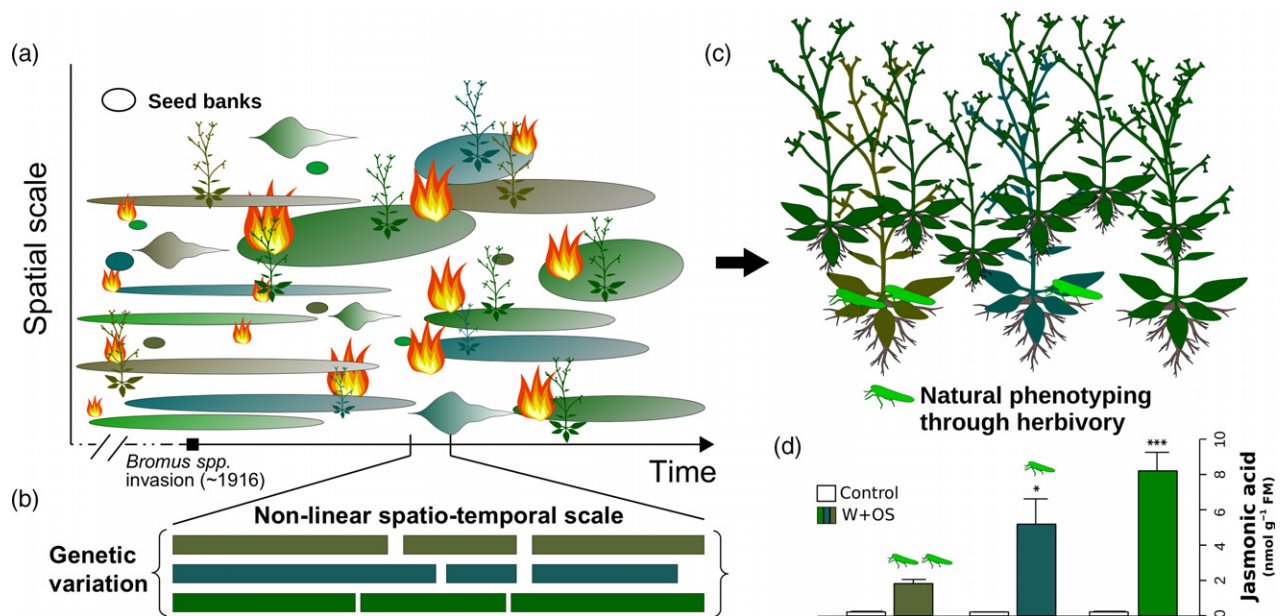 (a)
Seed banks
Spatial scale
Bromus spp.
invasion (~1916)
Time
(b)
Non-linear spatio-temporal scale
Genetic
variation
(c)
Natural phenotyping
through herbivory
(d)
Control
W+OS
*
***
10
8
6
4
2
0
Jasmonic acid
(nmol g⁻¹ FM)